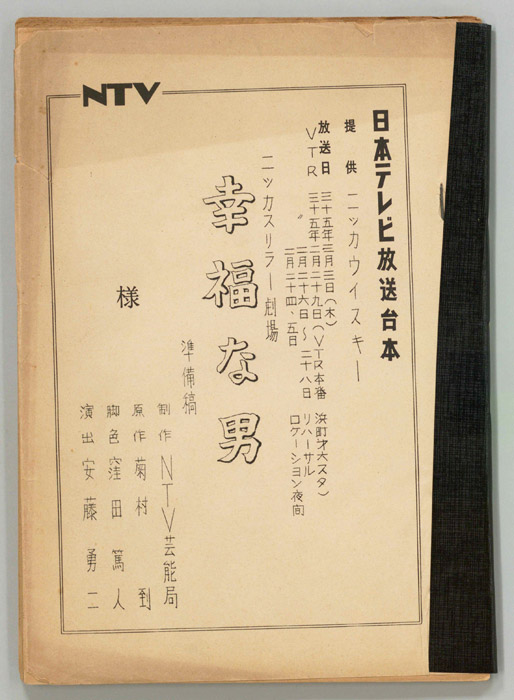 NTV
日本テレビ放送台本
提供 ニッカウイスキー
放送日 三十五年三月三日(木)
VTR 三十五年二月二十九日(VTR本番 浜町才大スタ)
〃 二月二十六日〜二十八日 リハーサル
二月二十四、五日 ロケーション夜間
ニッカスリラー劇場
幸福な男
準備稿
様
制作 NTV芸能局
原作 菊村 到
脚色 窪田篤人
演出 安藤勇二